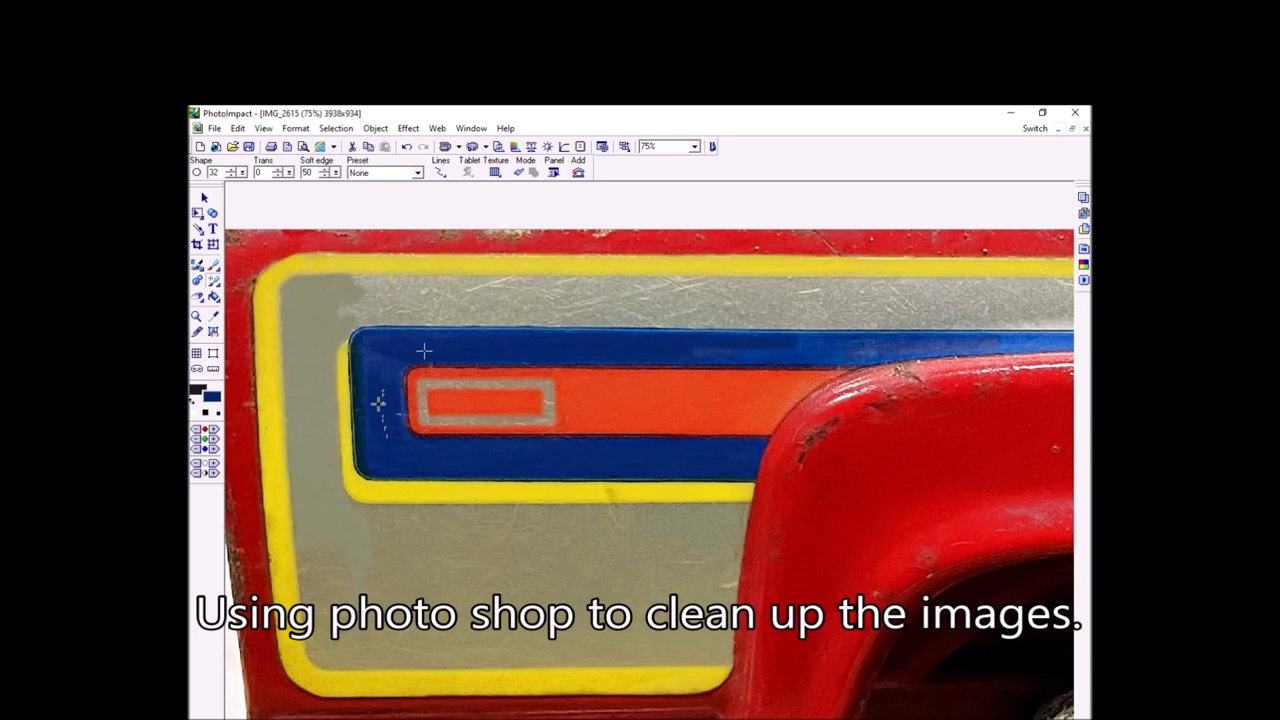 PhotoImpact - [IMG_2615 (75%) 3938x934]
File Edit View Format Selection Object Effect Web Window Help Switch
75%
Shape Trans Soft edge Preset Lines Tablet Texture Mode Panel Add
32 0 50 None
Using photo shop to clean up the images.